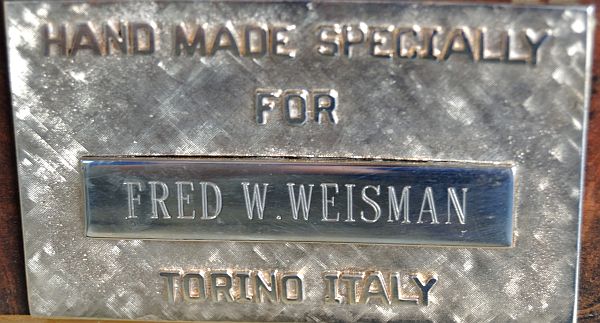 HAND MADE SPECIALLY
FOR
FRED W. WEISMAN
TORINO ITALY